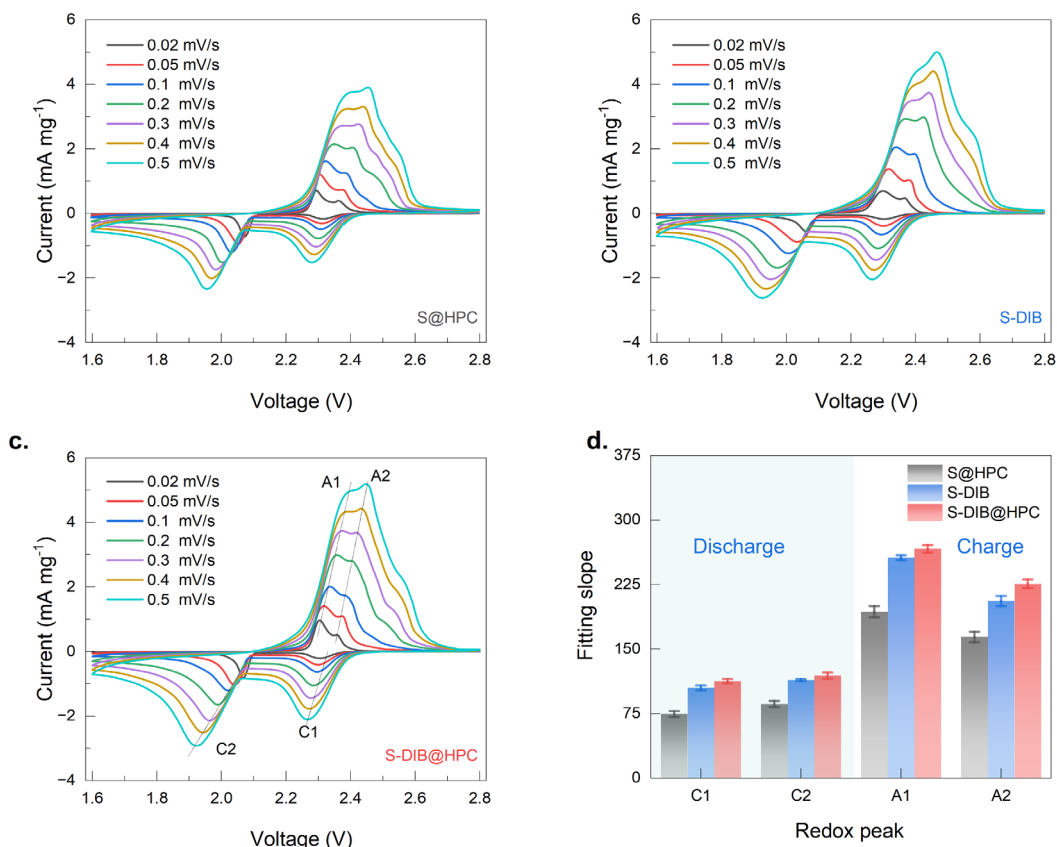 6
4
2
0
−2
−4
Current (mA mg⁻¹)
0.02 mV/s
0.05 mV/s
0.1 mV/s
0.2 mV/s
0.3 mV/s
0.4 mV/s
0.5 mV/s
S@HPC
1.6 1.8 2.0 2.2 2.4 2.6 2.8
Voltage (V)
6
4
2
0
−2
−4
Current (mA mg⁻¹)
0.02 mV/s
0.05 mV/s
0.1 mV/s
0.2 mV/s
0.3 mV/s
0.4 mV/s
0.5 mV/s
S-DIB
1.6 1.8 2.0 2.2 2.4 2.6 2.8
Voltage (V)
c.
6
4
2
0
−2
−4
Current (mA mg⁻¹)
0.02 mV/s
0.05 mV/s
0.1 mV/s
0.2 mV/s
0.3 mV/s
0.4 mV/s
0.5 mV/s
A1
A2
C1
C2
S-DIB@HPC
1.6 1.8 2.0 2.2 2.4 2.6 2.8
Voltage (V)
d.
375
300
225
150
75
0
Fitting slope
S@HPC
S-DIB
S-DIB@HPC
Discharge
Charge
C1 C2 A1 A2
Redox peak